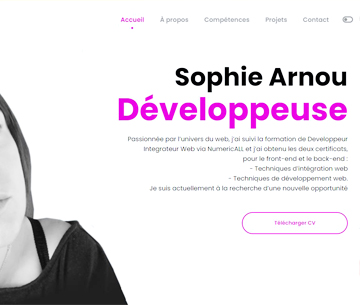 Accueil À propos Compétences Projets Contact
Sophie Arnou
Développeuse
Passionnée par l'univers du web, j'ai suivi la formation de Developpeur
Intégrateur Web via NumericALL et j'ai obtenu les deux certificats,
pour le front-end et le back-end :
- Techniques d'intégration web
- Techniques de développement web.
Je suis actuellement à la recherche d'une nouvelle opportunité
Télécharger CV